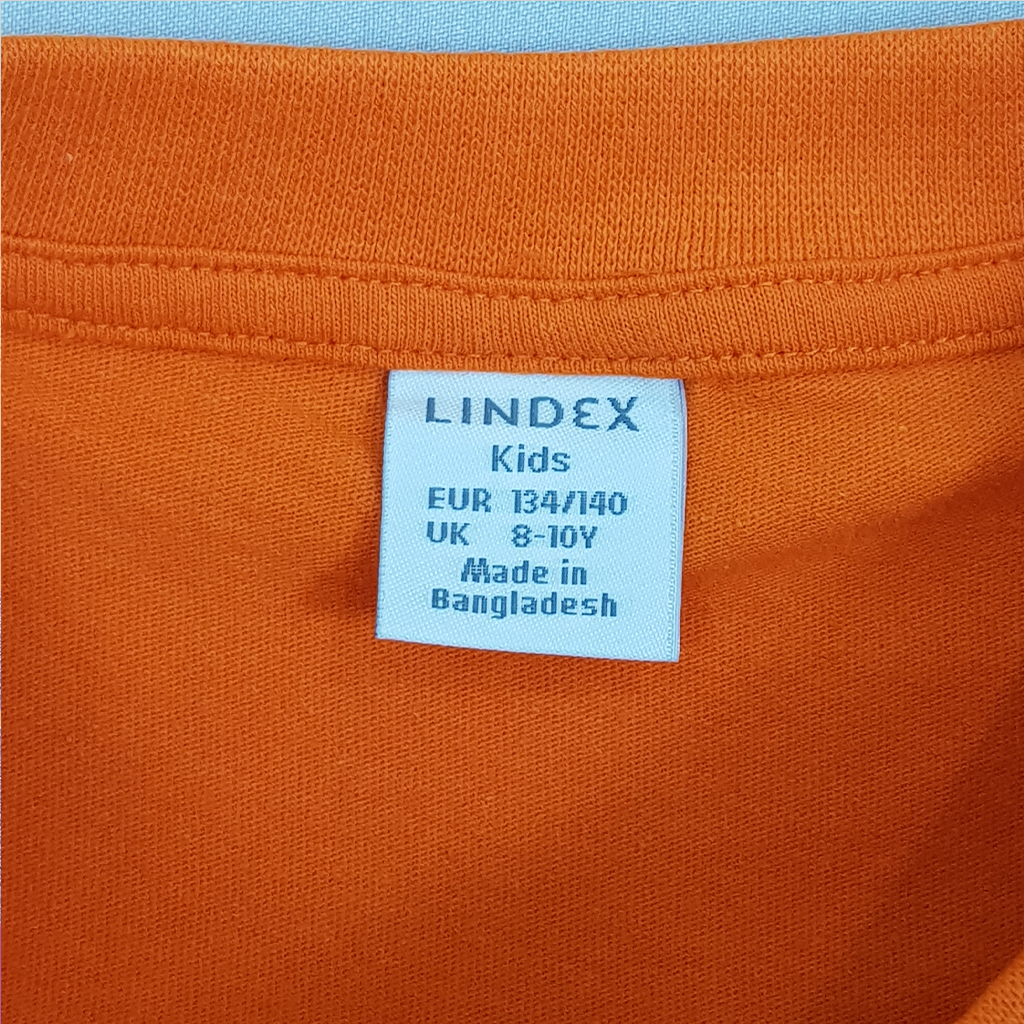 LINDEX
Kids
EUR 134/140
UK 8-10Y
Made in
Bangladesh